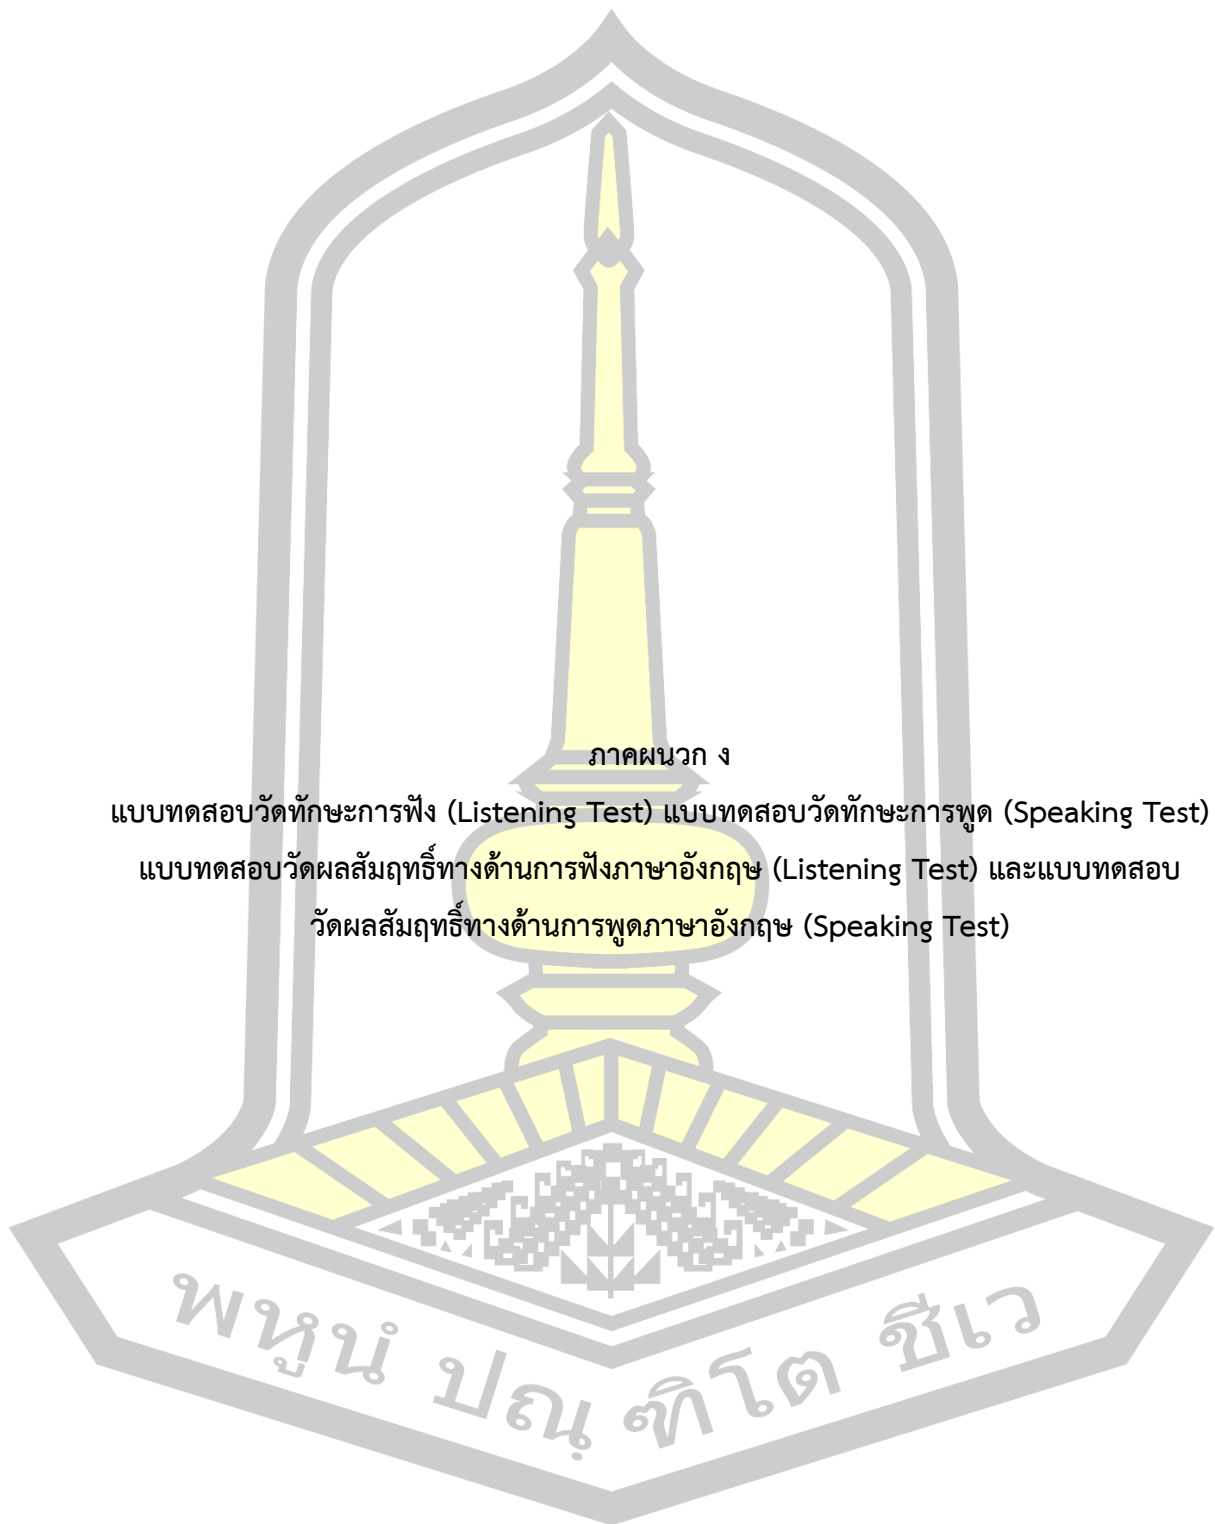 ภาคผนวก ง
แบบทดสอบวัดทักษะการฟัง (Listening Test) แบบทดสอบวัดทักษะการพูด (Speaking Test)
แบบทดสอบวัดผลสัมฤทธิ์ทางด้านการฟังภาษาอังกฤษ (Listening Test) และแบบทดสอบ
วัดผลสัมฤทธิ์ทางด้านการพูดภาษาอังกฤษ (Speaking Test)
พหูนํ ปณฺฑิโต ชีเว